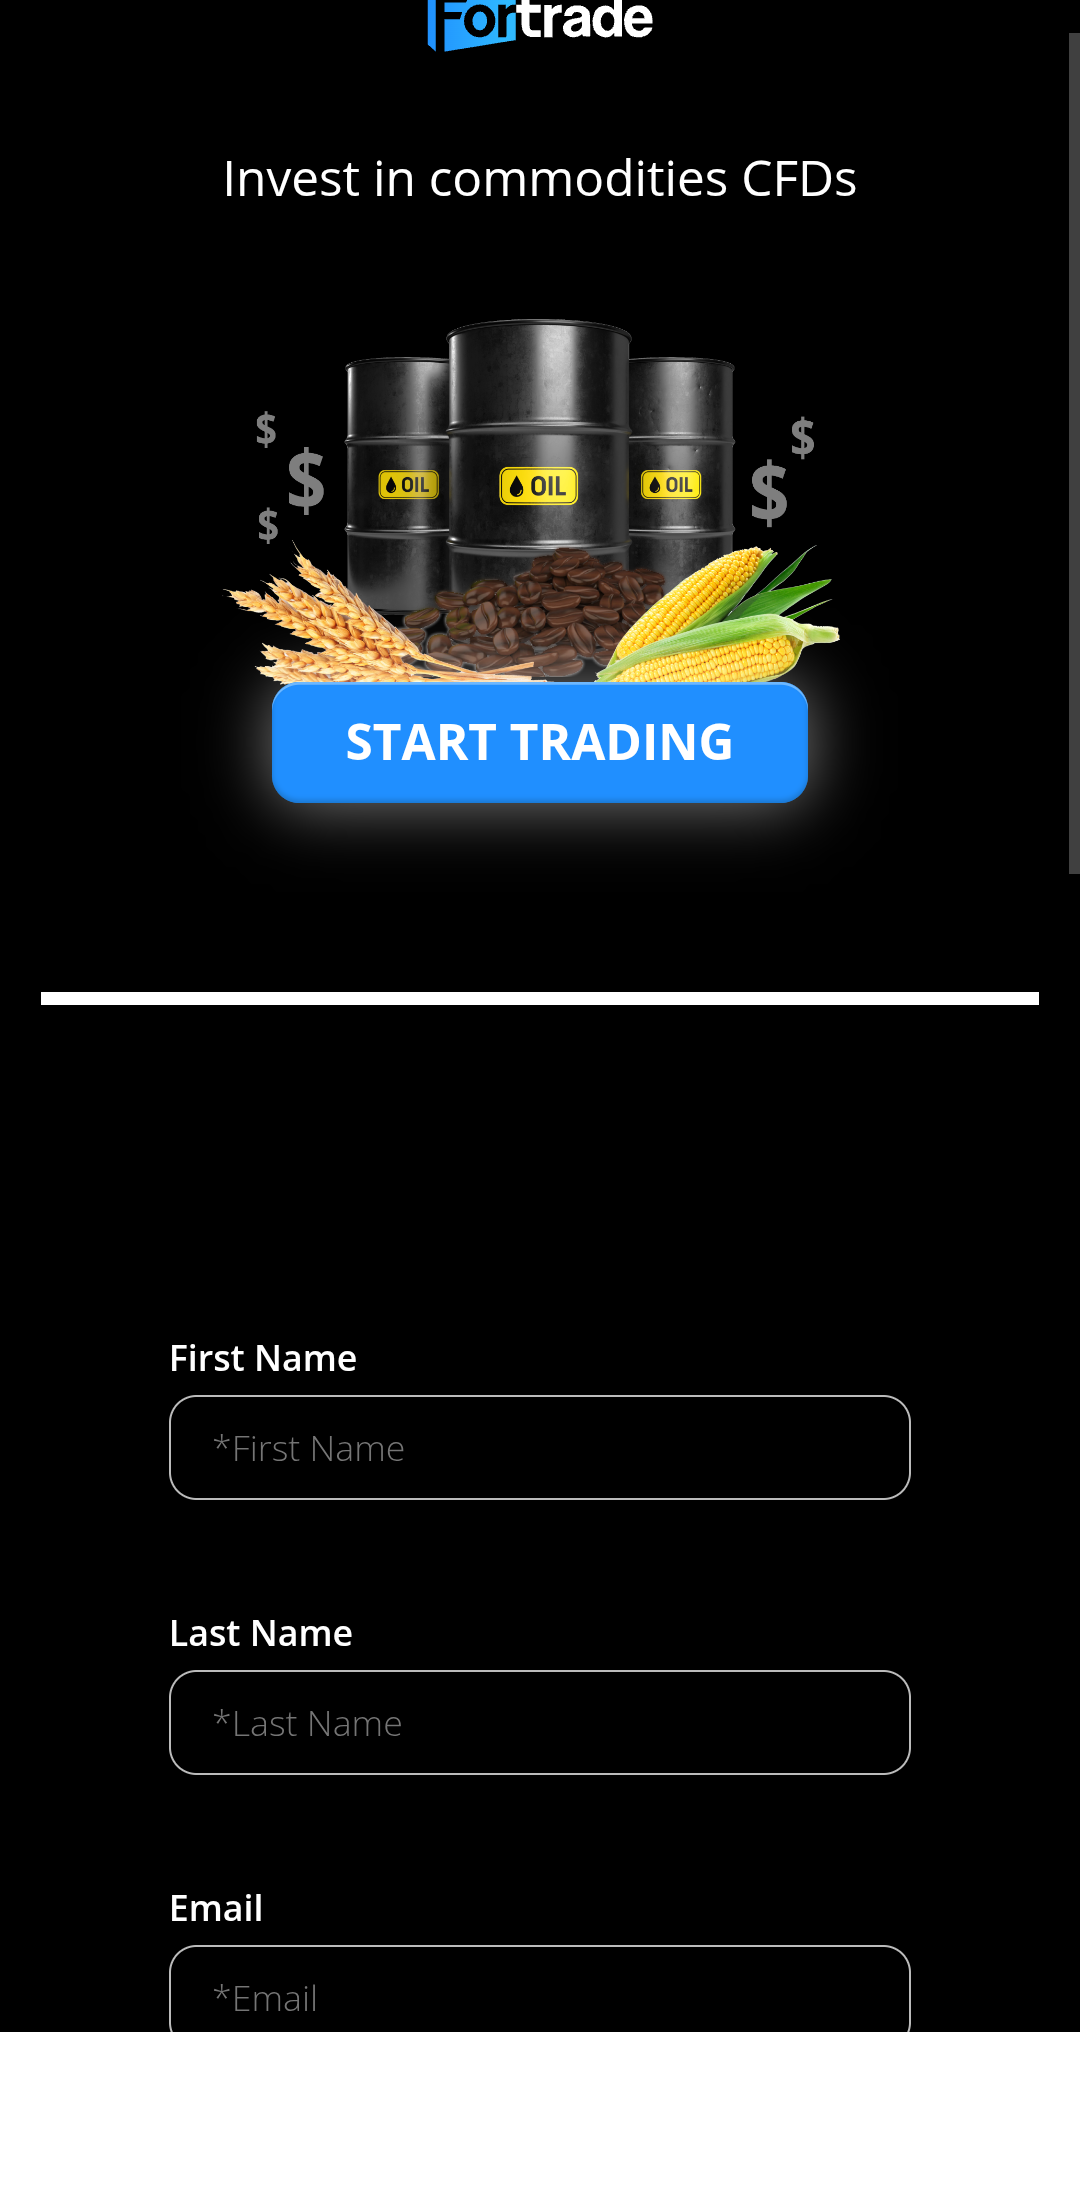 Fortrade
Invest in commodities CFDs
$
$
$
$
$
OIL
OIL
OIL
START TRADING
First Name
*First Name
Last Name
*Last Name
Email
*Email